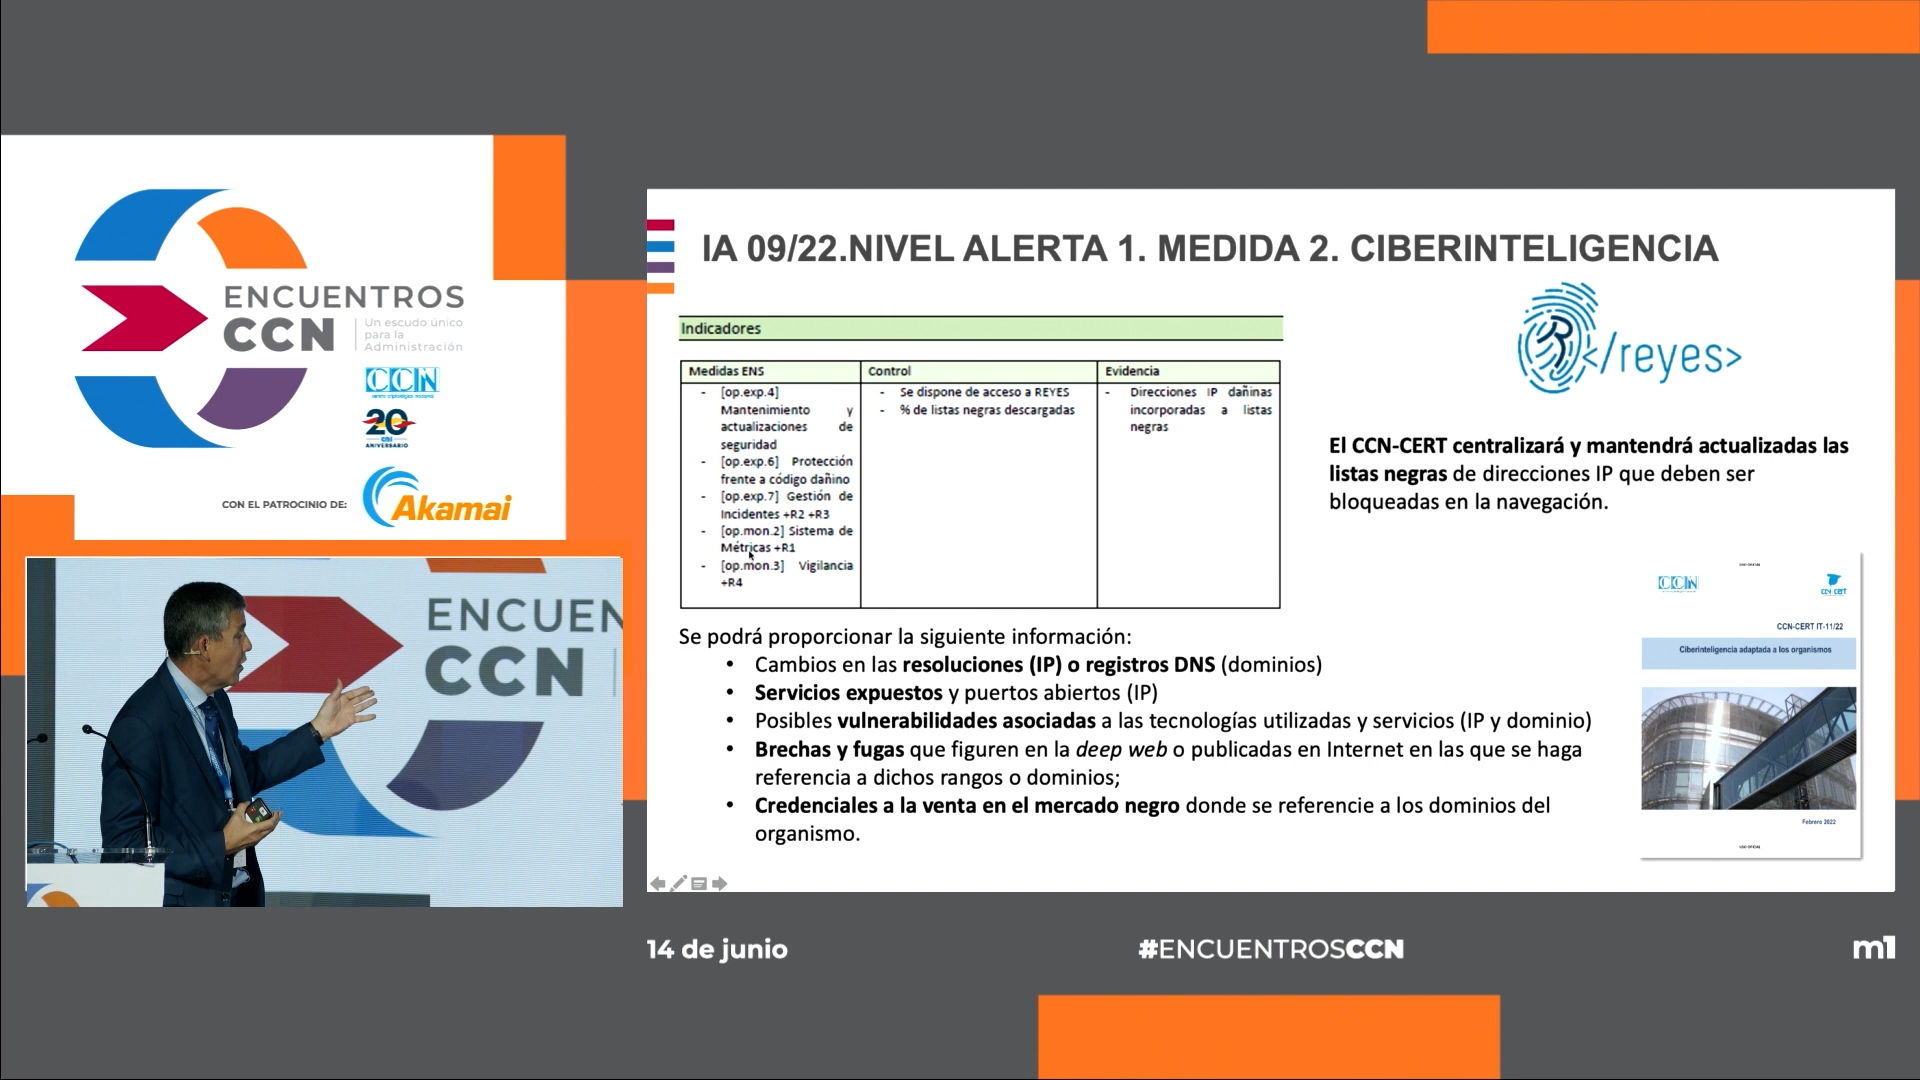 ENCUENTROS
CCN
Un escudo único
para la
Administración
CCN
centro criptológico nacional
20
cni
ANIVERSARIO
CON EL PATROCINIO DE:
Akamai
ENCUEN
CCN
IA 09/22.NIVEL ALERTA 1. MEDIDA 2. CIBERINTELIGENCIA
</reyes>
Indicadores
Medidas ENS
- [op.exp.4]
Mantenimiento y
actualizaciones de
seguridad
- [op.exp.6] Protección
frente a código dañino
- [op.exp.7] Gestión de
Incidentes +R2 +R3
- [op.mon.2] Sistema de
Métricas +R1
- [op.mon.3] Vigilancia
+R4
Control
- Se dispone de acceso a REYES
- % de listas negras descargadas
Evidencia
- Direcciones IP dañinas
incorporadas a listas
negras
El CCN-CERT centralizará y mantendrá actualizadas las
listas negras de direcciones IP que deben ser
bloqueadas en la navegación.
Se podrá proporcionar la siguiente información:
• Cambios en las resoluciones (IP) o registros DNS (dominios)
• Servicios expuestos y puertos abiertos (IP)
• Posibles vulnerabilidades asociadas a las tecnologías utilizadas y servicios (IP y dominio)
• Brechas y fugas que figuren en la deep web o publicadas en Internet en las que se haga
referencia a dichos rangos o dominios;
• Credenciales a la venta en el mercado negro donde se referencie a los dominios del
organismo.
CCN
ccn cert
CCN-CERT IT-11/22
Ciberinteligencia adaptada a los organismos
Febrero 2022
14 de junio
#ENCUENTROSCCN
m1